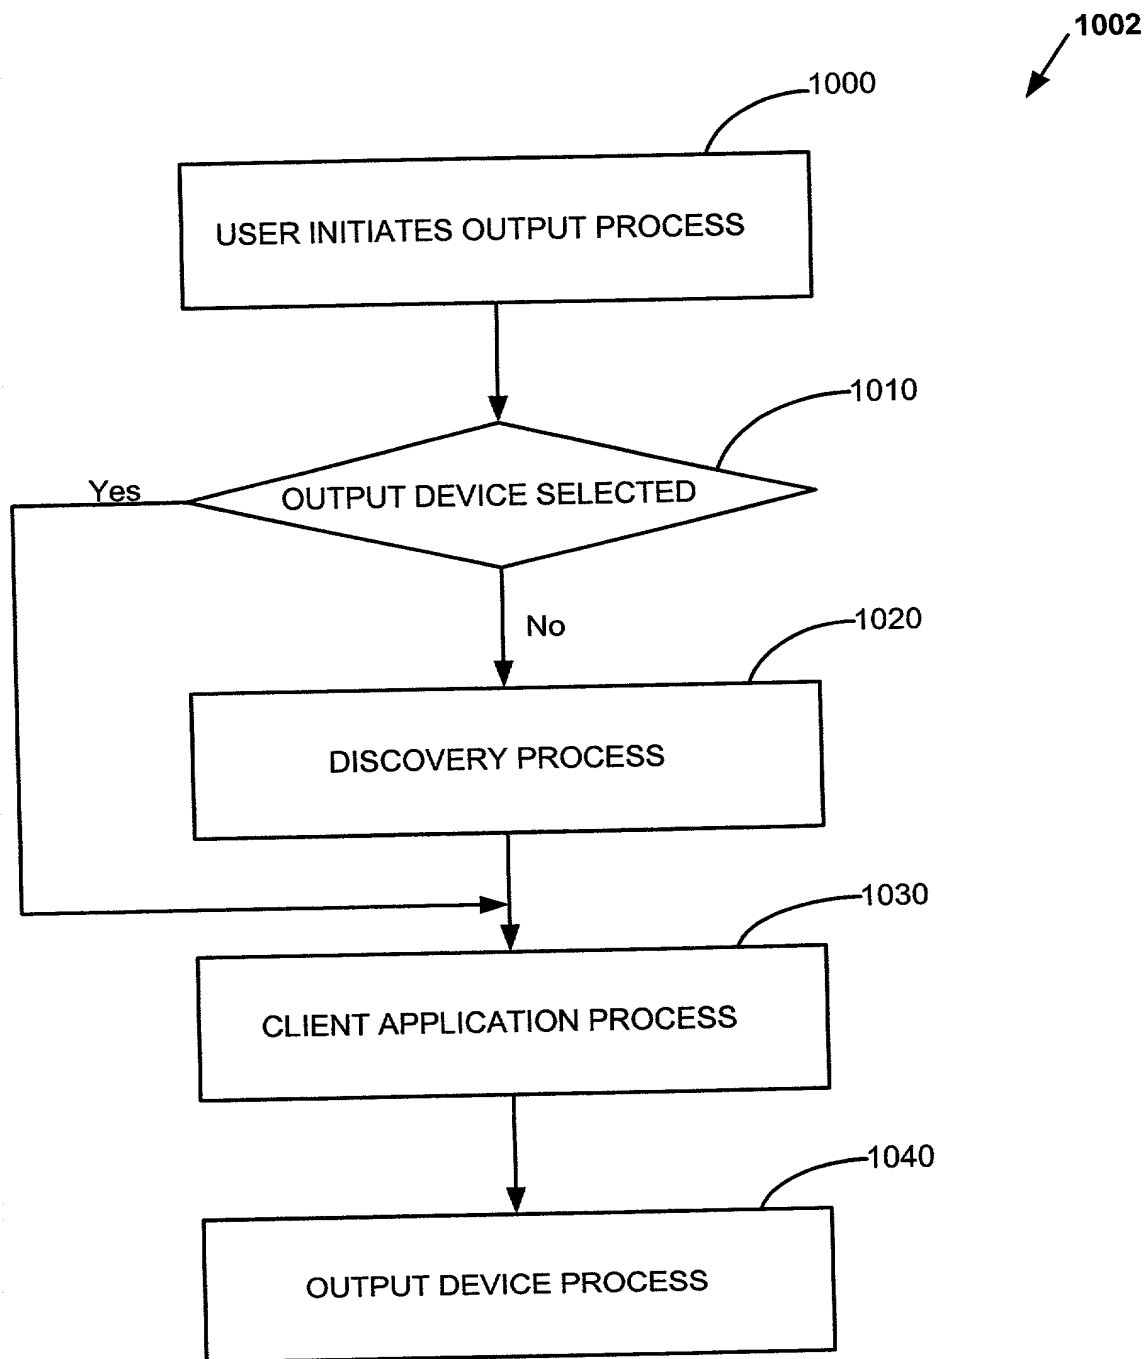 1002
1000
USER INITIATES OUTPUT PROCESS
1010
Yes
OUTPUT DEVICE SELECTED
No
1020
DISCOVERY PROCESS
1030
CLIENT APPLICATION PROCESS
1040
OUTPUT DEVICE PROCESS